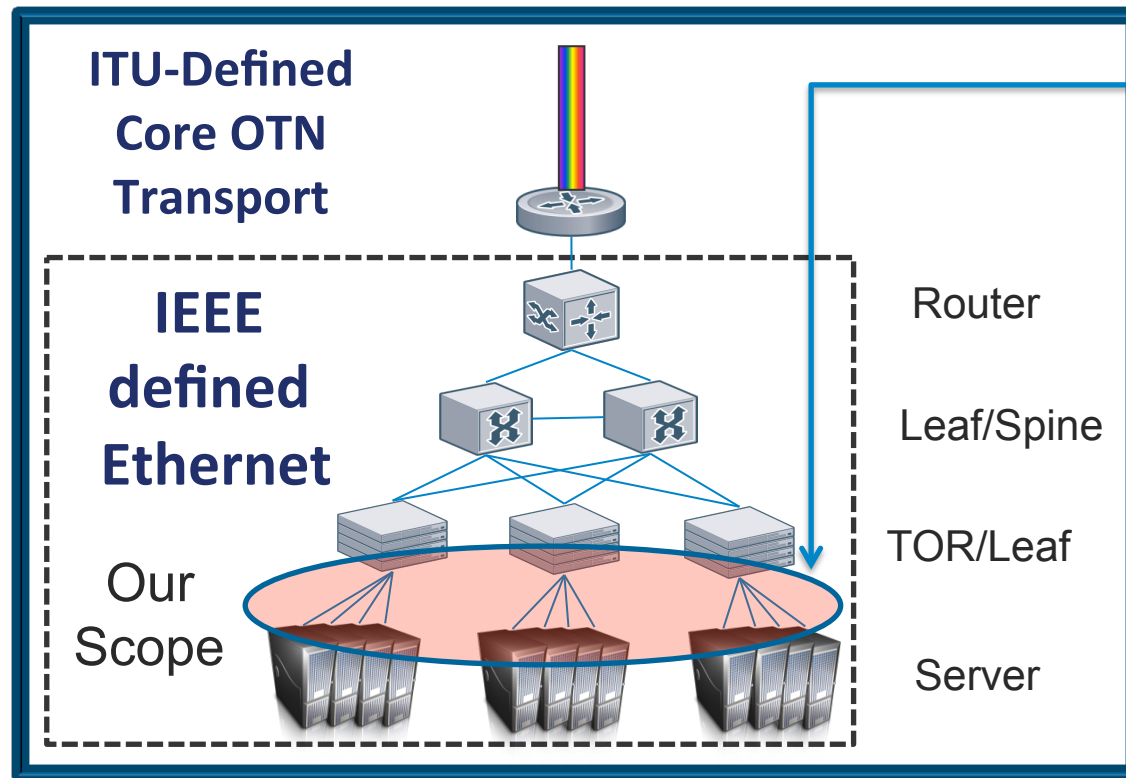 ITU-Defined
Core OTN
Transport
IEEE
defined
Ethernet
Our
Scope
Router
Leaf/Spine
TOR/Leaf
Server